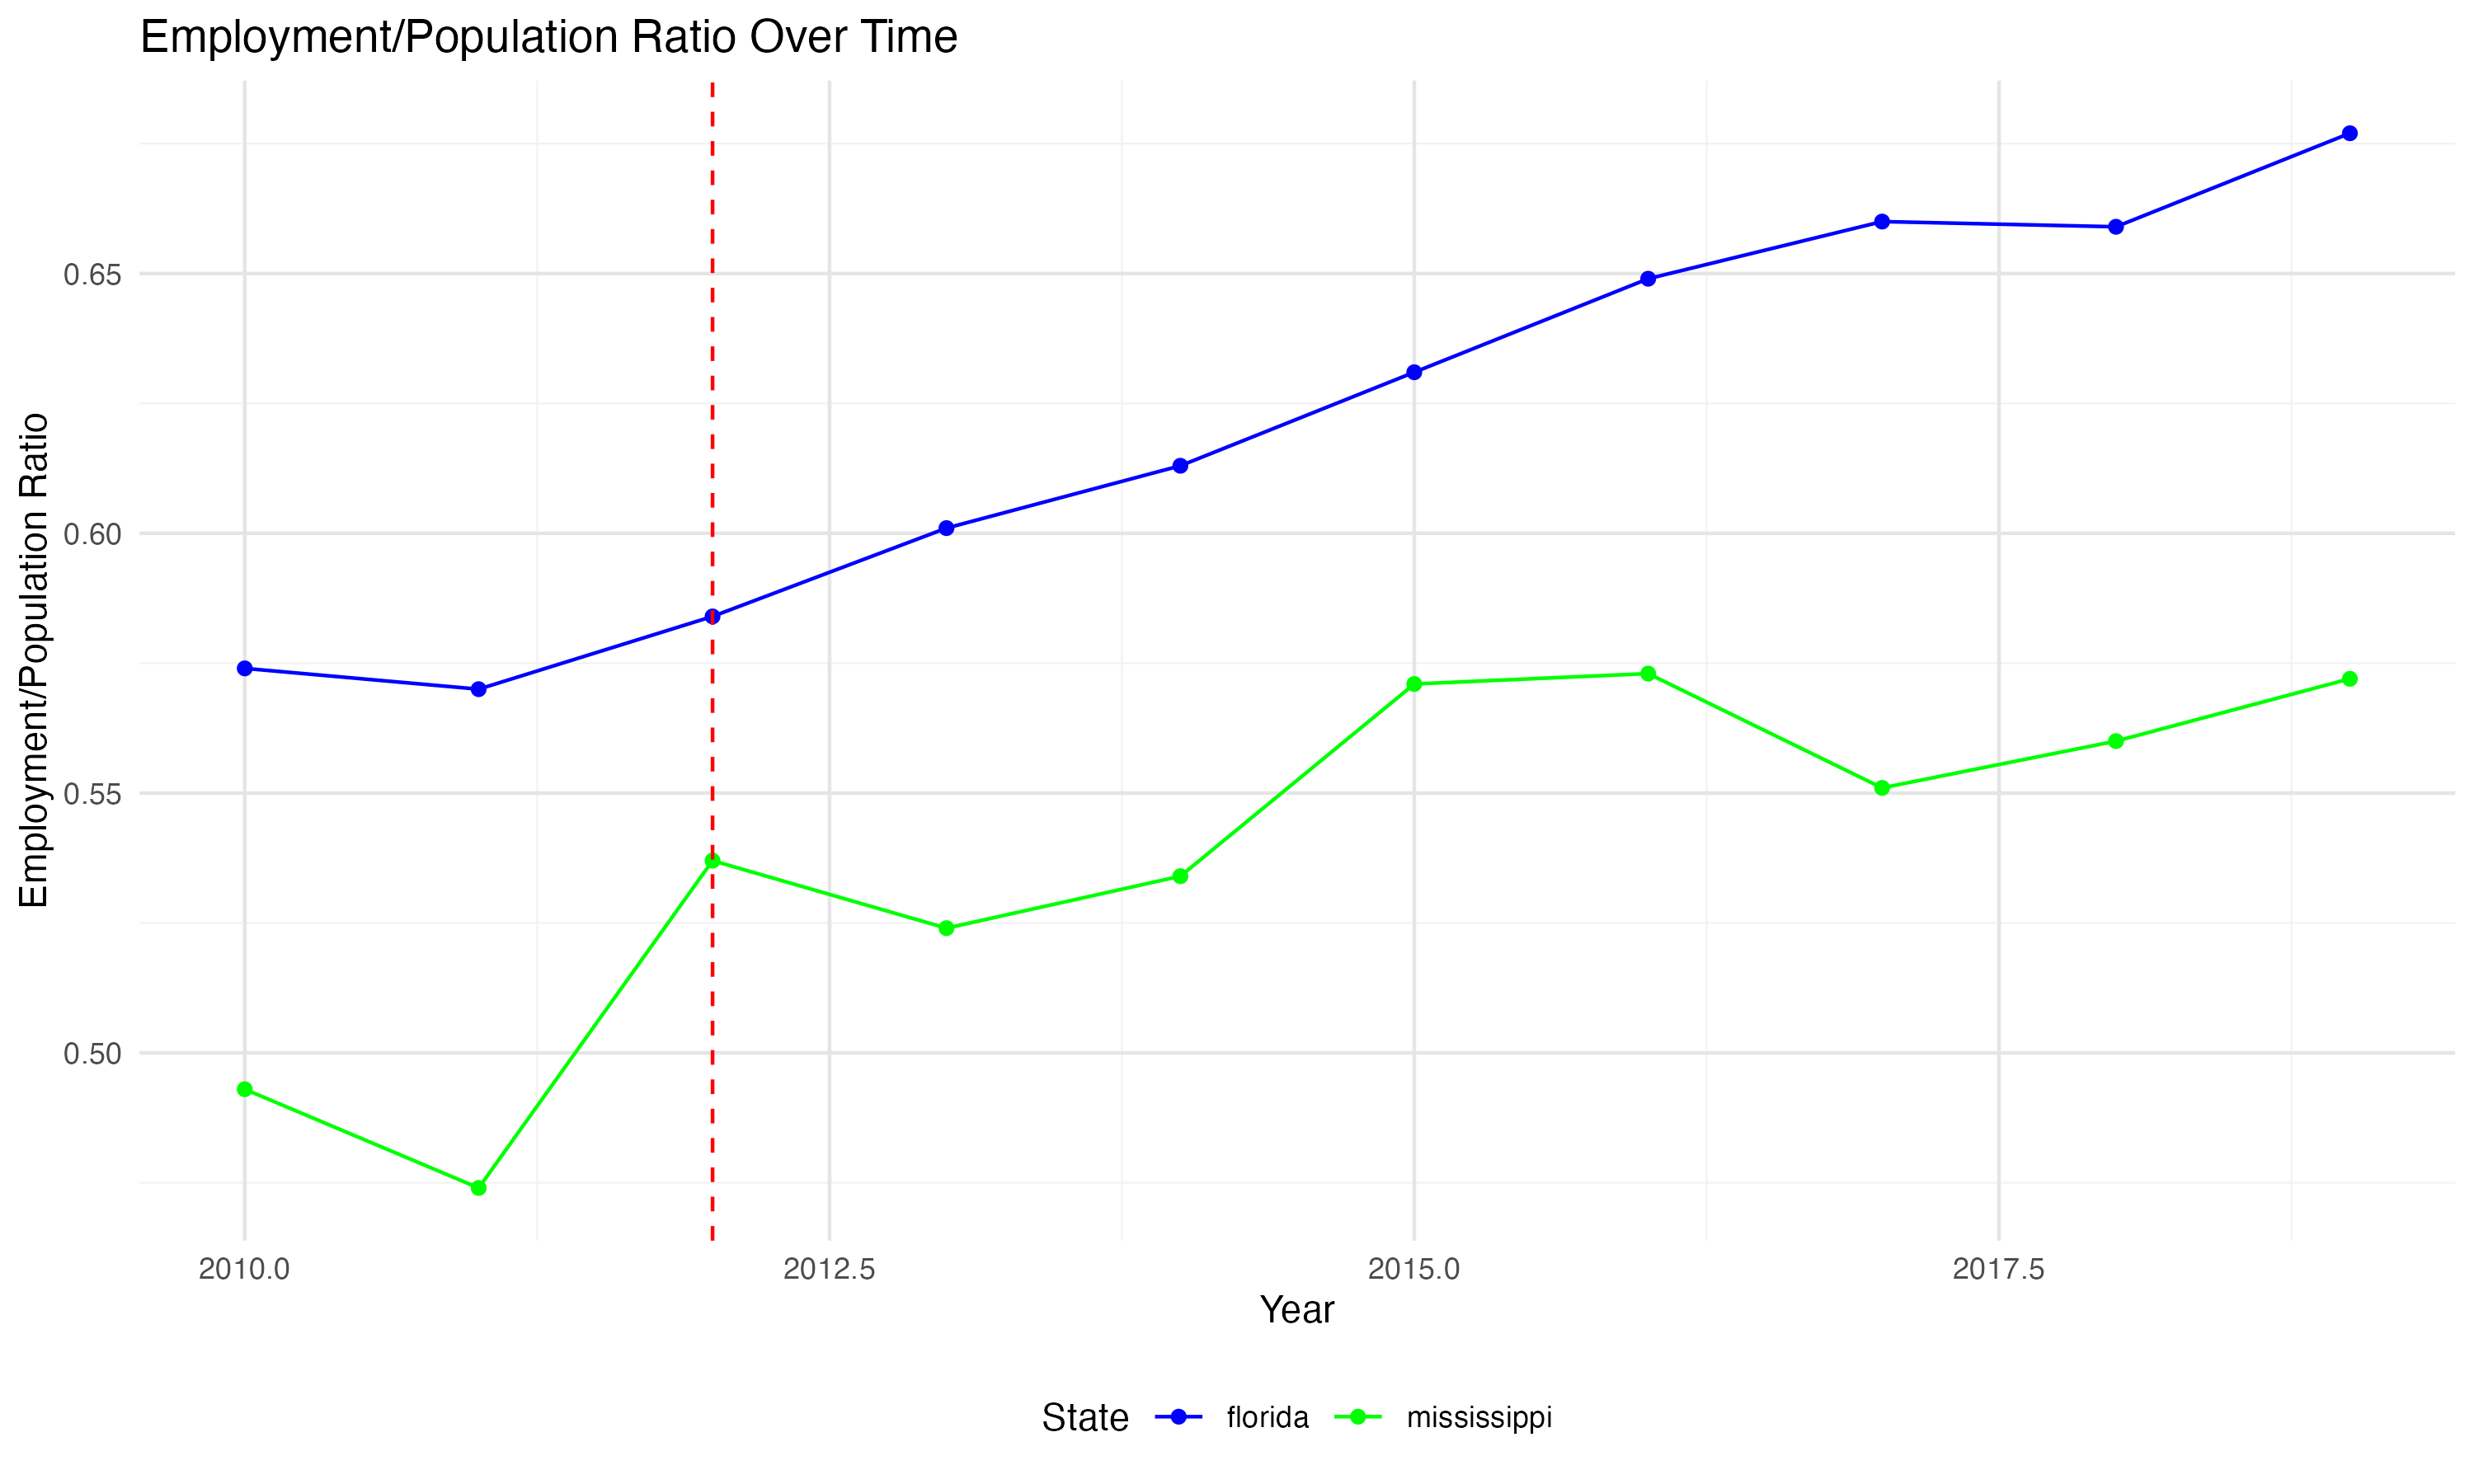 Employment/Population Ratio Over Time
Employment/Population Ratio
0.65
0.60
0.55
0.50
2010.0 2012.5 2015.0 2017.5
Year
State florida mississippi